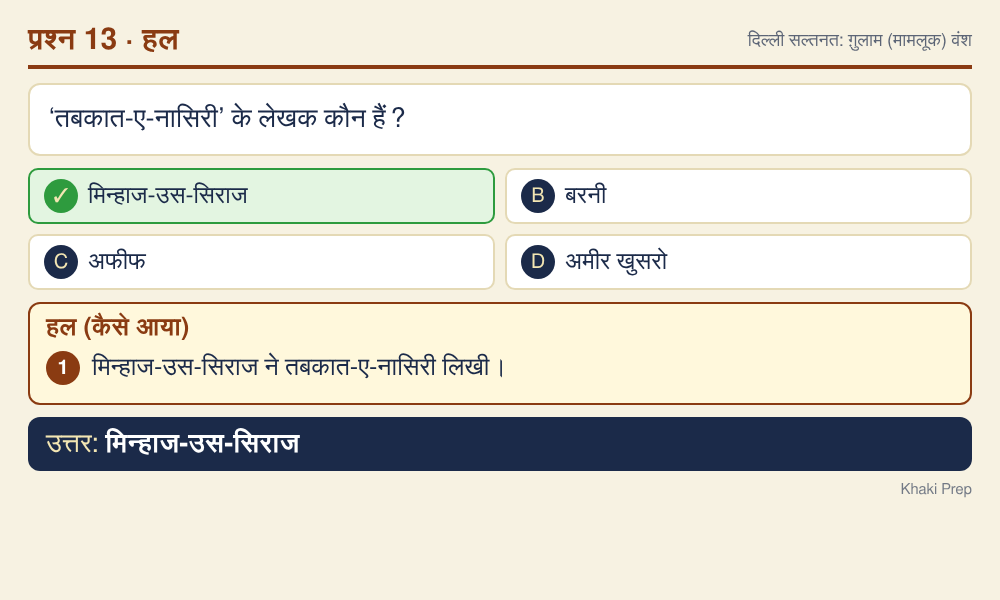 प्रश्न 13 · हल
दिल्ली सल्तनत: ग़ुलाम (मामलूक) वंश
‘तबकात-ए-नासिरी’ के लेखक कौन हैं ?
✓ मिन्हाज-उस-सिराज
B बरनी
C अफीफ
D अमीर खुसरो
हल (कैसे आया)
1 मिन्हाज-उस-सिराज ने तबकात-ए-नासिरी लिखी।
उत्तर: मिन्हाज-उस-सिराज
Khaki Prep